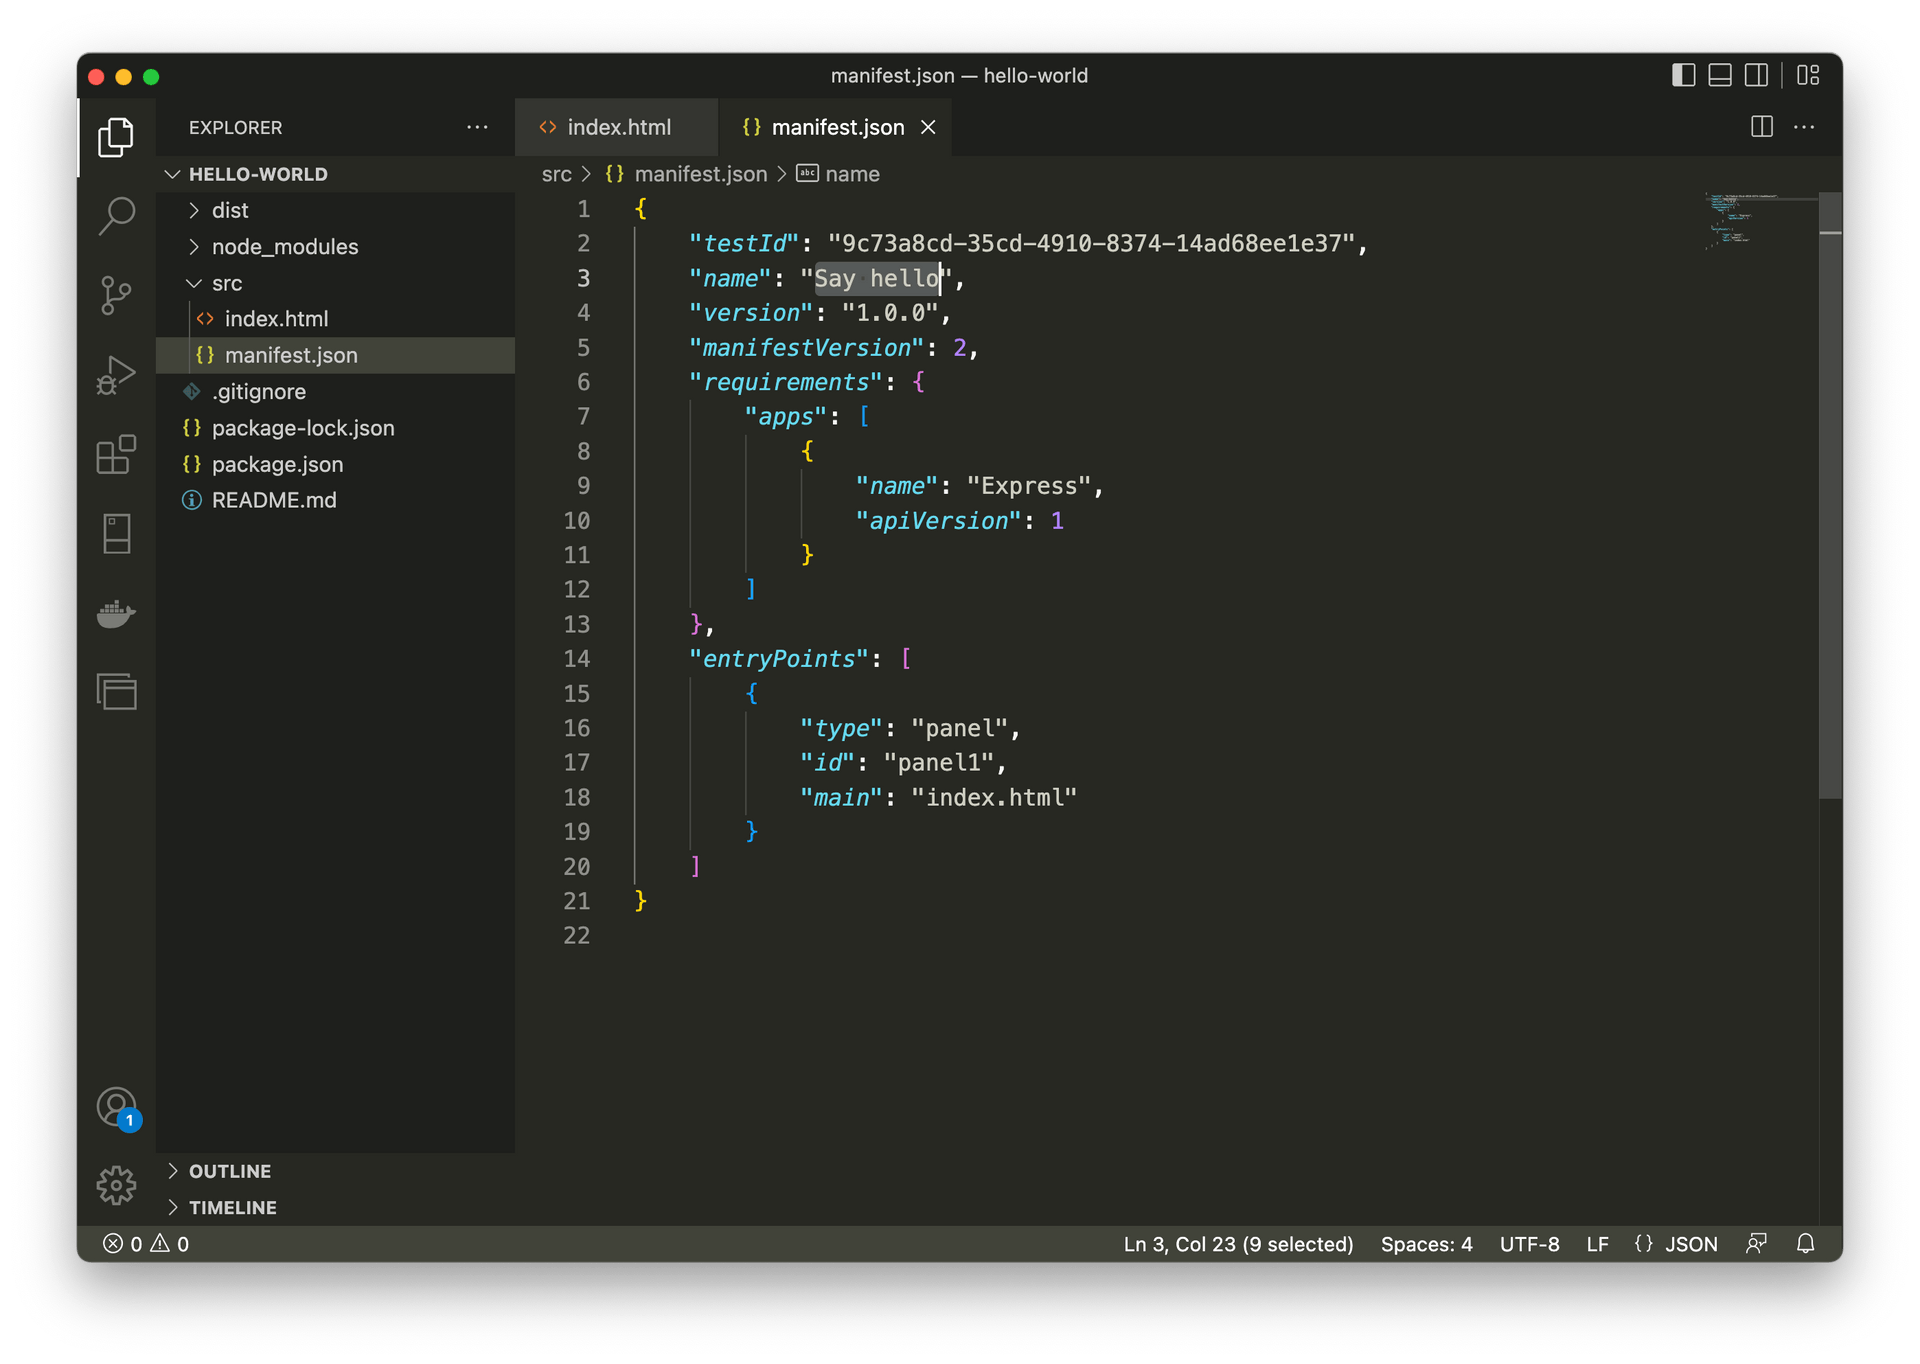 manifest.json — hello-world
EXPLORER
index.html
manifest.json
HELLO-WORLD
dist
node_modules
src
index.html
manifest.json
.gitignore
package-lock.json
package.json
README.md
OUTLINE
TIMELINE
1
src > {} manifest.json > abc name
1 {
2 "testId": "9c73a8cd-35cd-4910-8374-14ad68ee1e37",
3 "name": "Say hello",
4 "version": "1.0.0",
5 "manifestVersion": 2,
6 "requirements": {
7 "apps": [
8 {
9 "name": "Express",
10 "apiVersion": 1
11 }
12 ]
13 },
14 "entryPoints": [
15 {
16 "type": "panel",
17 "id": "panel1",
18 "main": "index.html"
19 }
20 ]
21 }
22
0 0
Ln 3, Col 23 (9 selected) Spaces: 4 UTF-8 LF {} JSON